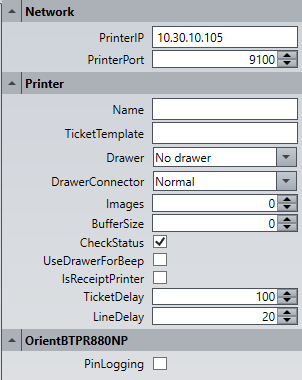 Network
PrinterIP 10.30.10.105
PrinterPort 9100
Printer
Name
TicketTemplate
Drawer No drawer
DrawerConnector Normal
Images 0
BufferSize 0
CheckStatus
UseDrawerForBeep
IsReceiptPrinter
TicketDelay 100
LineDelay 20
OrientBTPR880NP
PinLogging